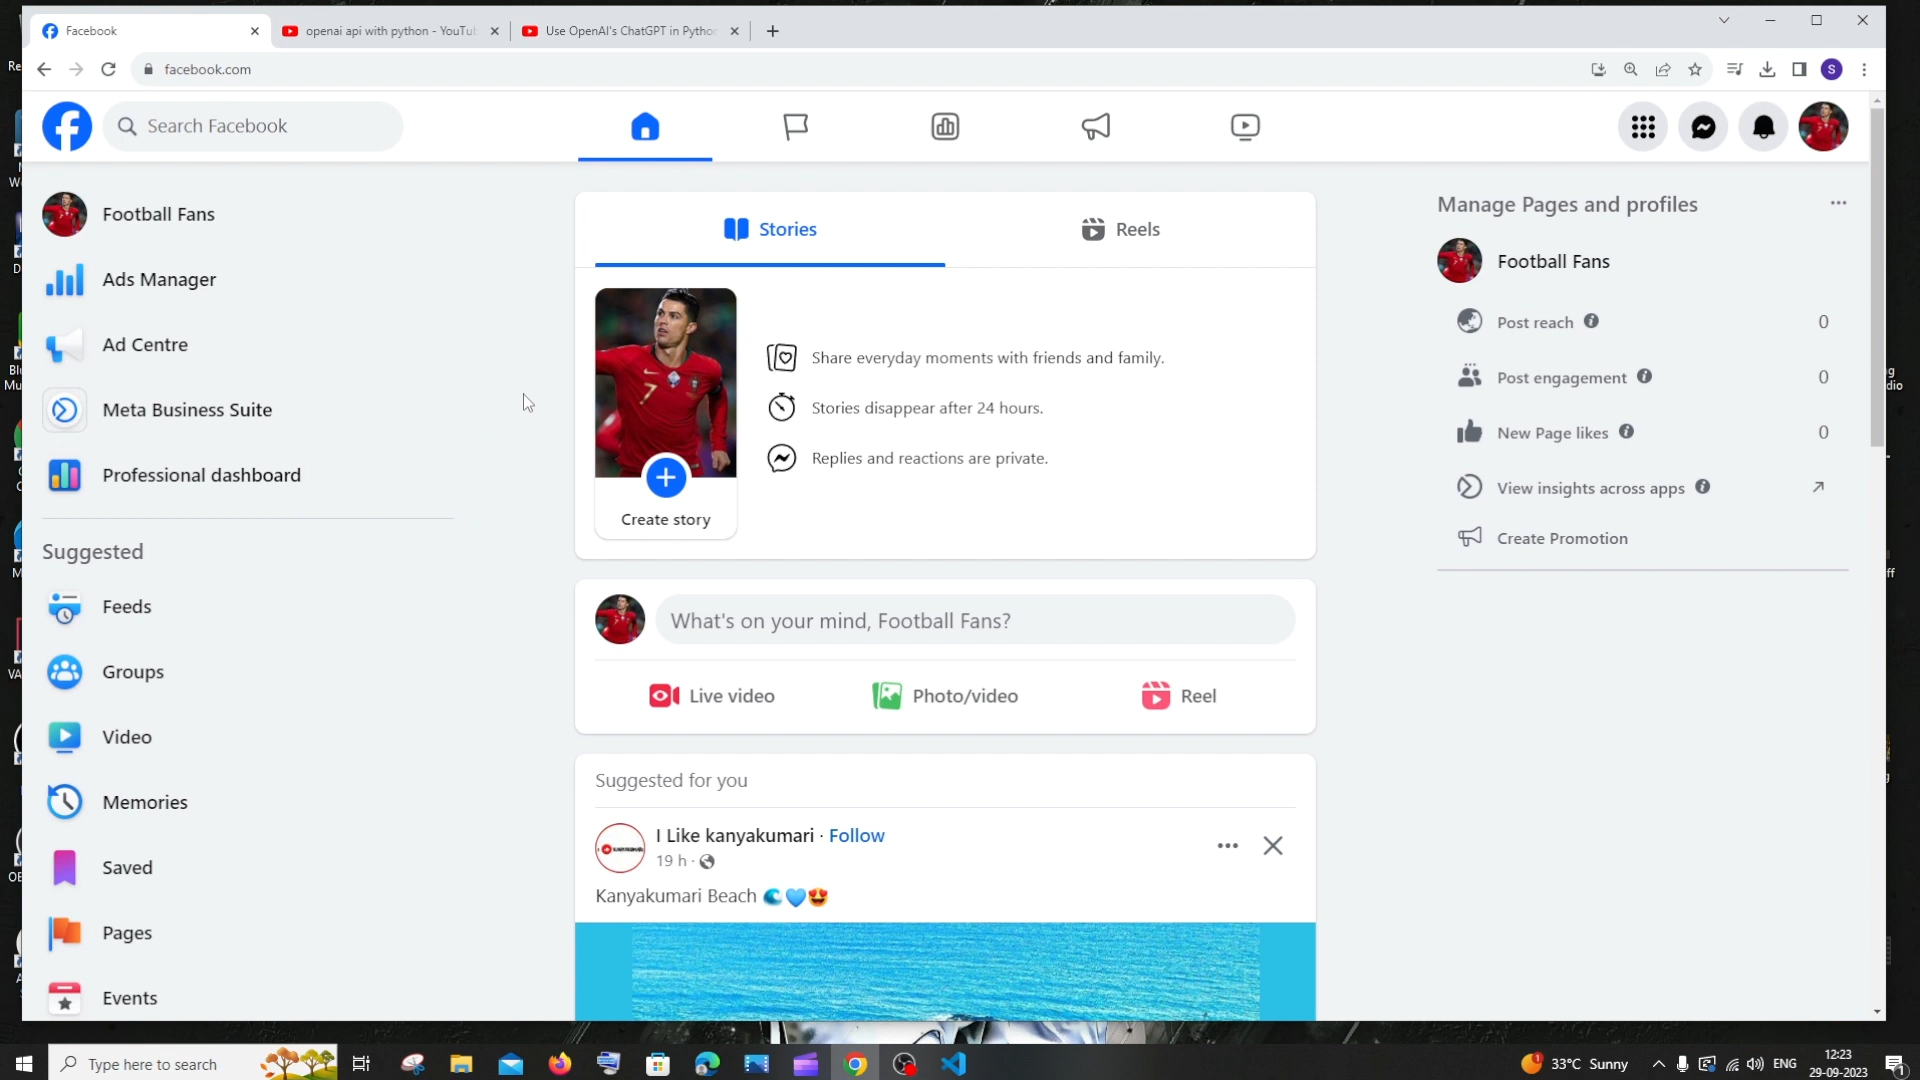 Facebook
openai api with python - YouTu
Use OpenAI's ChatGPT in Pytho
facebook.com
S
Search Facebook
Football Fans
Ads Manager
Ad Centre
Meta Business Suite
Professional dashboard
Suggested
Feeds
Groups
Video
Memories
Saved
Pages
Events
Stories
Reels
7
Share everyday moments with friends and family.
Stories disappear after 24 hours.
Replies and reactions are private.
Create story
What's on your mind, Football Fans?
Live video
Photo/video
Reel
Suggested for you
I Like kanyakumari · Follow
19 h ·
Kanyakumari Beach 🌊💙😍
Manage Pages and profiles
Football Fans
Post reach 0
Post engagement 0
New Page likes 0
View insights across apps
Create Promotion
Type here to search
33°C Sunny
ENG
12:23
29-09-2023